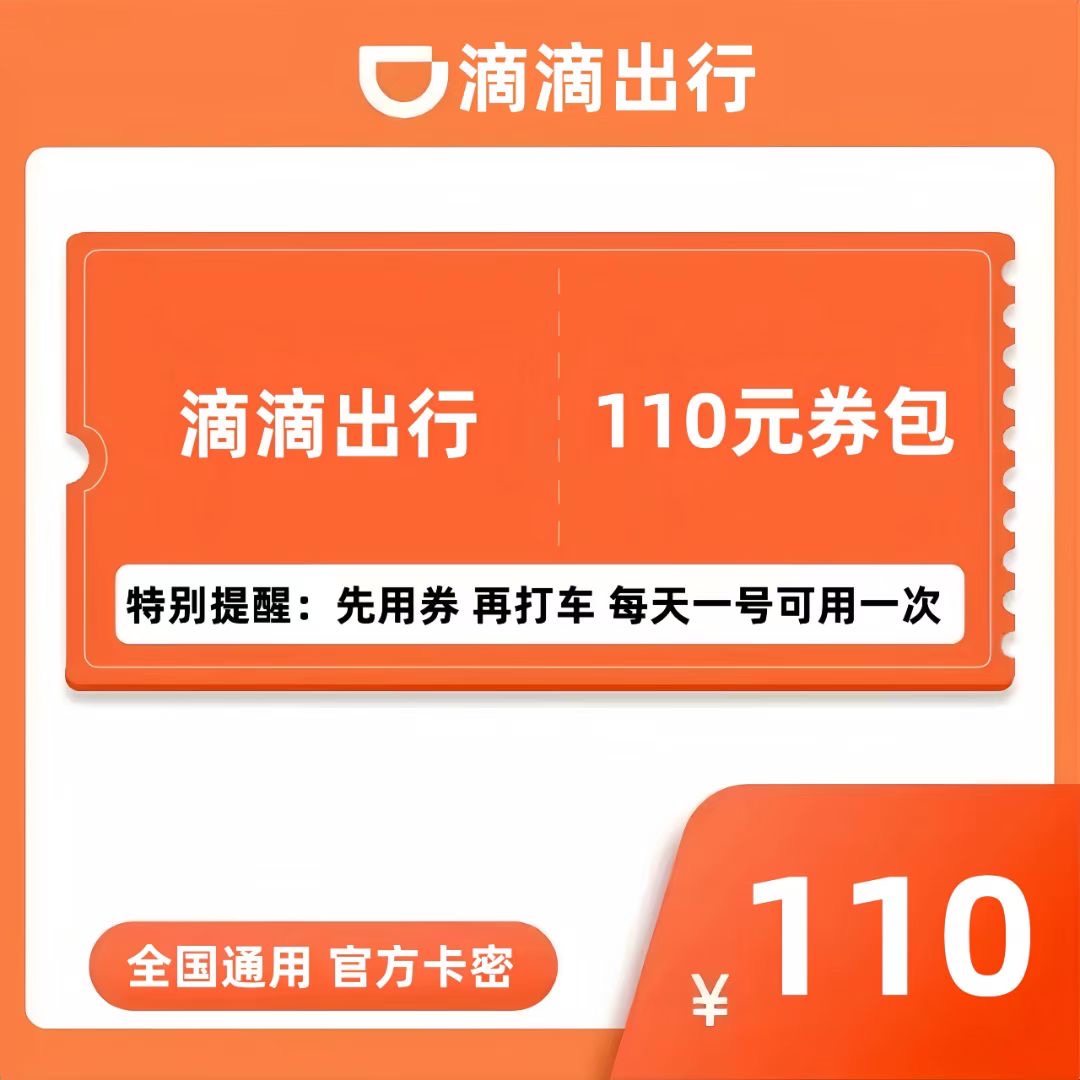 滴滴出行
滴滴出行
110元券包
特别提醒：先用券 再打车 每天一号可用一次
全国通用 官方卡密
¥110